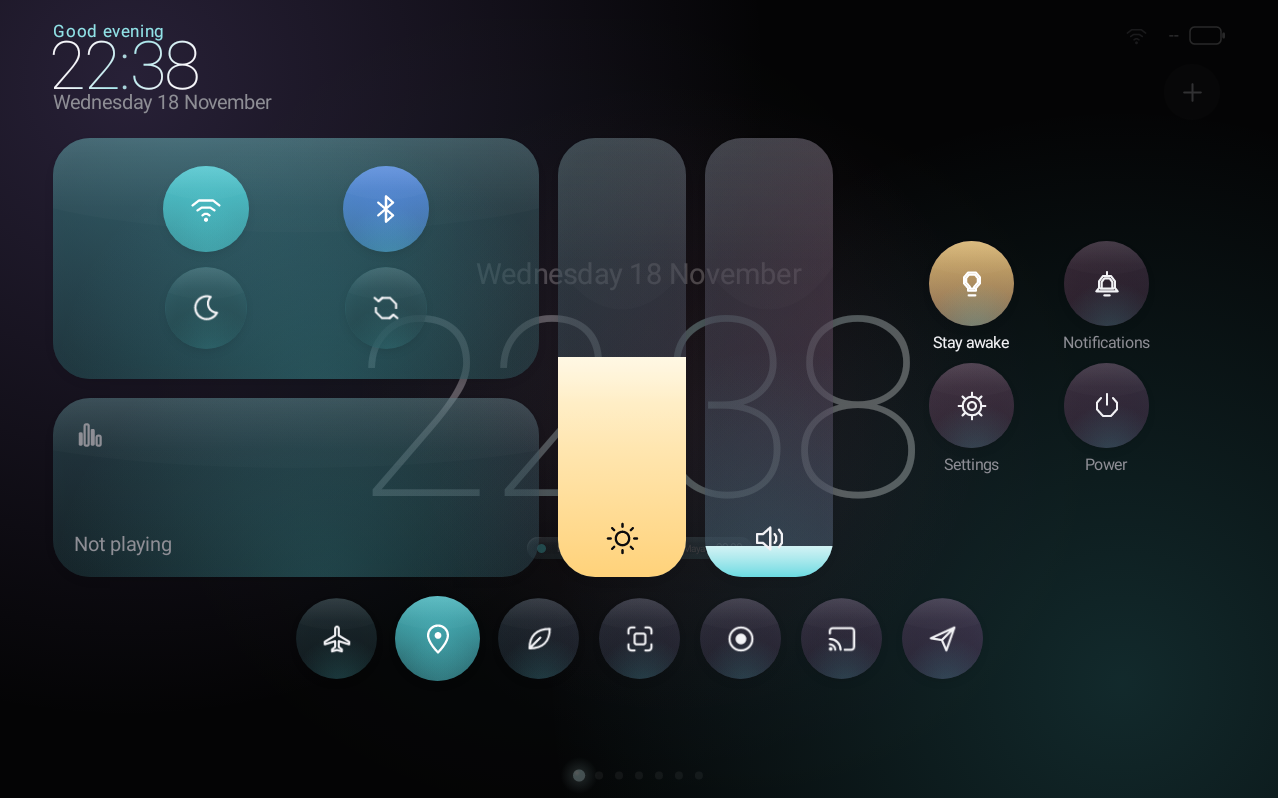 Good evening
22:38
Wednesday 18 November
--
Wednesday 18 November
22:38
Stay awake
Notifications
Settings
Power
Not playing